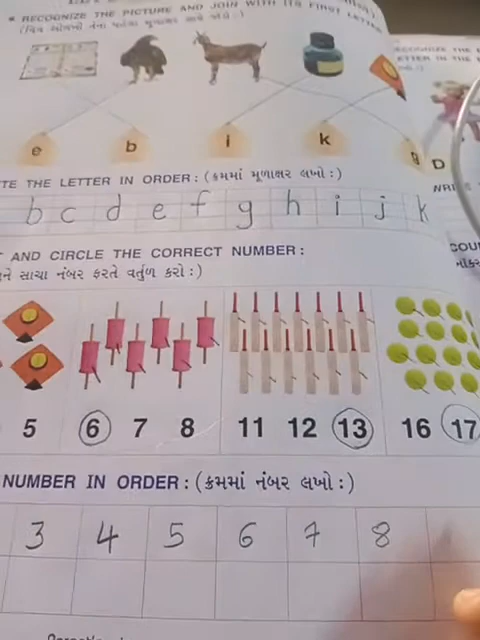 RECOGNIZE THE PICTURE AND JOIN WITH ITS FIRST LETTER
e b i k g
TE THE LETTER IN ORDER : (ક્રમમાં મૂળાક્ષર લખો :)
b c d e f g h i j k
AND CIRCLE THE CORRECT NUMBER :
ને સાચા નંબર ફરતે વર્તુળ કરો :)
5 6 7 8 11 12 13 16 17
NUMBER IN ORDER : (ક્રમમાં નંબર લખો :)
3 4 5 6 7 8
D